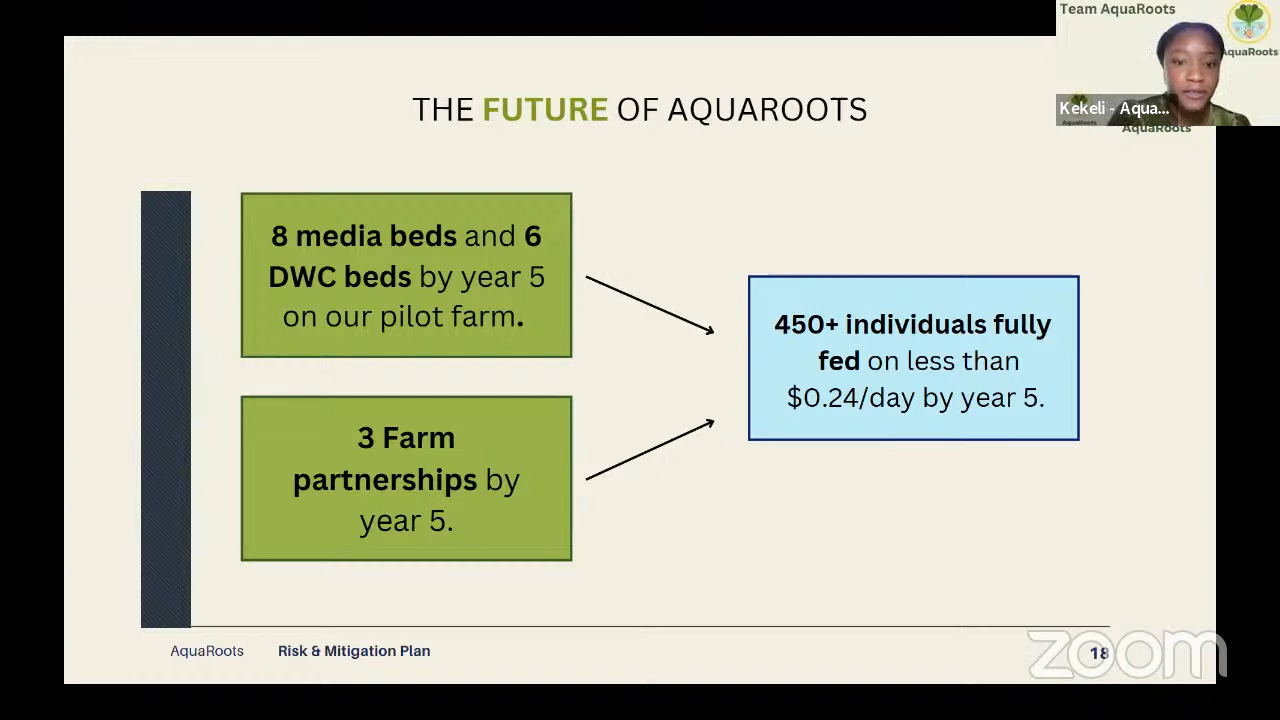 Team AquaRoots
AquaRoots
Kekeli - Aqua...
AquaRoots
AquaRoots
THE FUTURE OF AQUAROOTS
8 media beds and 6
DWC beds by year 5
on our pilot farm.
450+ individuals fully
fed on less than
$0.24/day by year 5.
3 Farm
partnerships by
year 5.
AquaRoots Risk & Mitigation Plan
18
zoom